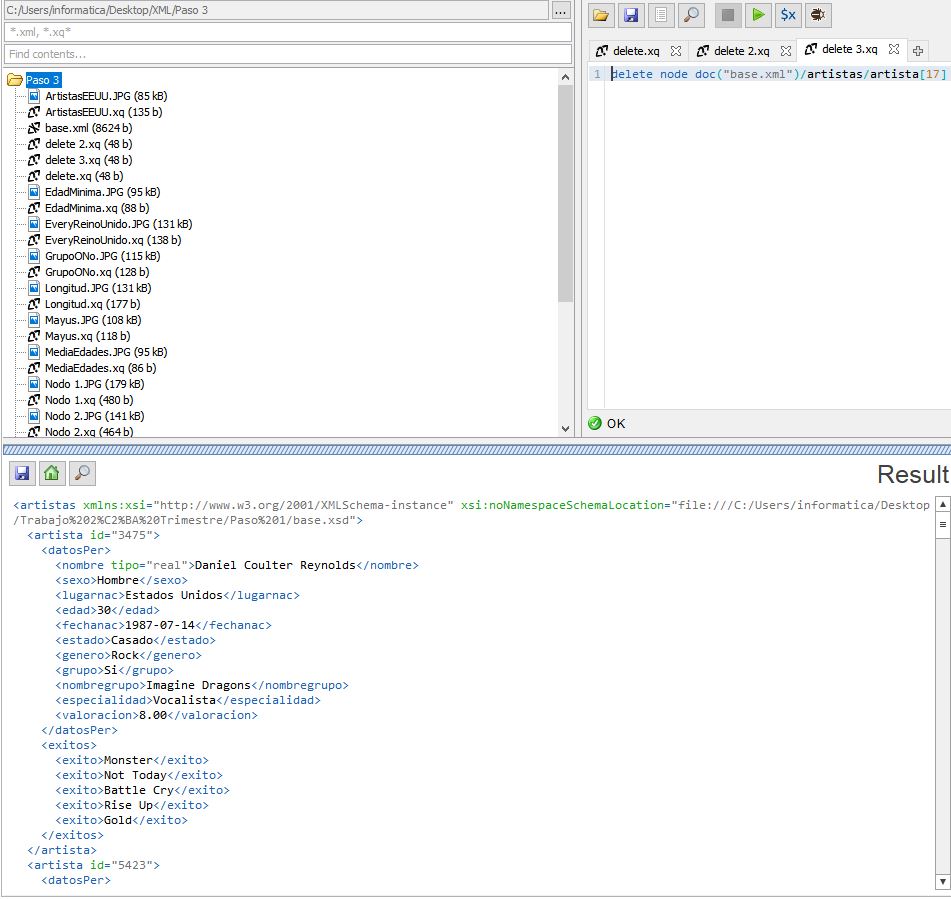 C:/Users/informatica/Desktop/XML/Paso 3
...
*.xml, *.xq*
Find contents...
Paso 3
ArtistasEEUU.JPG (85 kB)
ArtistasEEUU.xq (135 b)
base.xml (8624 b)
delete 2.xq (48 b)
delete 3.xq (48 b)
delete.xq (48 b)
EdadMinima.JPG (95 kB)
EdadMinima.xq (88 b)
EveryReinoUnido.JPG (131 kB)
EveryReinoUnido.xq (138 b)
GrupoONo.JPG (115 kB)
GrupoONo.xq (128 b)
Longitud.JPG (131 kB)
Longitud.xq (177 b)
Mayus.JPG (108 kB)
Mayus.xq (118 b)
MediaEdades.JPG (95 kB)
MediaEdades.xq (86 b)
Nodo 1.JPG (179 kB)
Nodo 1.xq (480 b)
Nodo 2.JPG (141 kB)
Nodo 2.xq (464 b)
$x
delete.xq
delete 2.xq
delete 3.xq
1 delete node doc("base.xml")/artistas/artista[17]
OK
Result
<artistas xmlns:xsi="http://www.w3.org/2001/XMLSchema-instance" xsi:noNamespaceSchemaLocation="file:///C:/Users/informatica/Desktop
/Trabajo%202%C2%BA%20Trimestre/Paso%201/base.xsd">
<artista id="3475">
<datosPer>
<nombre tipo="real">Daniel Coulter Reynolds</nombre>
<sexo>Hombre</sexo>
<lugarnac>Estados Unidos</lugarnac>
<edad>30</edad>
<fechanac>1987-07-14</fechanac>
<estado>Casado</estado>
<genero>Rock</genero>
<grupo>Si</grupo>
<nombregrupo>Imagine Dragons</nombregrupo>
<especialidad>Vocalista</especialidad>
<valoracion>8.00</valoracion>
</datosPer>
<exitos>
<exito>Monster</exito>
<exito>Not Today</exito>
<exito>Battle Cry</exito>
<exito>Rise Up</exito>
<exito>Gold</exito>
</exitos>
</artista>
<artista id="5423">
<datosPer>